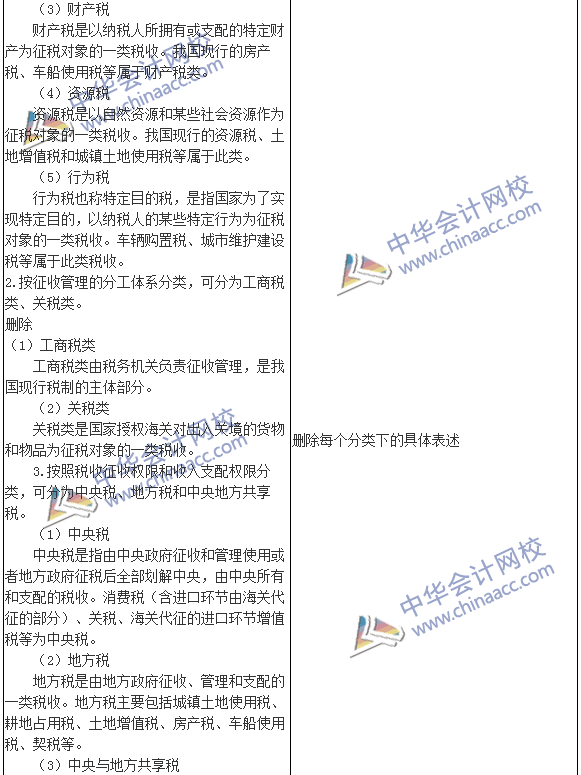 （3）财产税
财产税是以纳税人所拥有或支配的特定财
产为征税对象的一类税收。我国现行的房产
税、车船使用税等属于财产税类。
（4）资源税
资源税是以自然资源和某些社会资源作为
征税对象的一类税收。我国现行的资源税、土
地增值税和城镇土地使用税等属于此类。
（5）行为税
行为税也称特定目的税，是指国家为了实
现特定目的，以纳税人的某些特定行为为征税
对象的一类税收。车辆购置税、城市维护建设
税等属于此类税收。
2.按征收管理的分工体系分类，可分为工商税
类、关税类。
删除
（1）工商税类
工商税类由税务机关负责征收管理，是我
国现行税制的主体部分。
（2）关税类
关税类是国家授权海关对出入关境的货物
和物品为征税对象的一类税收。
3.按照税收征收权限和收入支配权限分
类，可分为中央税、地方税和中央地方共享
税。
（1）中央税
中央税是指由中央政府征收和管理使用或
者地方政府征税后全部划解中央，由中央所有
和支配的税收。消费税（含进口环节由海关代
征的部分）、关税、海关代征的进口环节增值
税等为中央税。
（2）地方税
地方税是由地方政府征收、管理和支配的
一类税收。地方税主要包括城镇土地使用税、
耕地占用税、土地增值税、房产税、车船使用
税、契税等。
（3）中央与地方共享税
删除每个分类下的具体表述
中华会计网校
www.chinaacc.com
中华会计网校
www.chinaacc.com
中华会计网校
www.chinaacc.com
中华会计网校
www.chinaacc.com